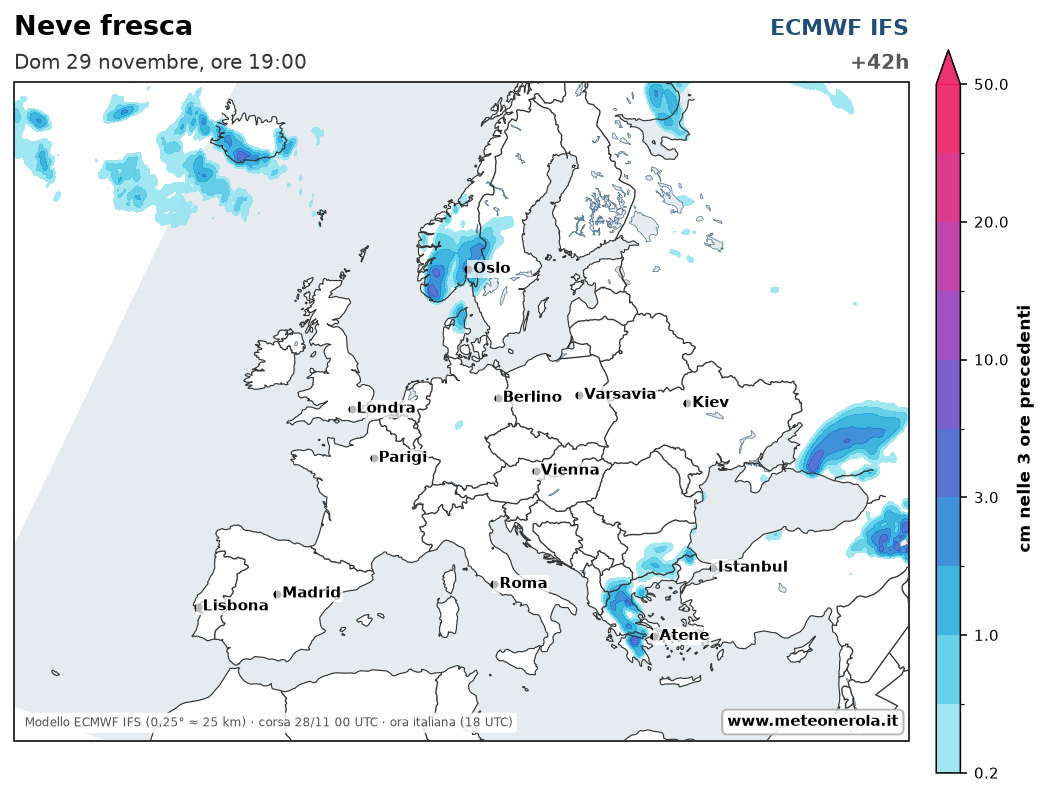 Neve fresca
ECMWF IFS
Dom 29 novembre, ore 19:00
+42h
50.0
20.0
10.0
3.0
1.0
0.2
cm nelle 3 ore precedenti
Oslo
Berlino
Varsavia
Londra
Kiev
Parigi
Vienna
Istanbul
Roma
Madrid
Lisbona
Atene
Modello ECMWF IFS (0,25° ≈ 25 km) · corsa 28/11 00 UTC · ora italiana (18 UTC)
www.meteonerola.it